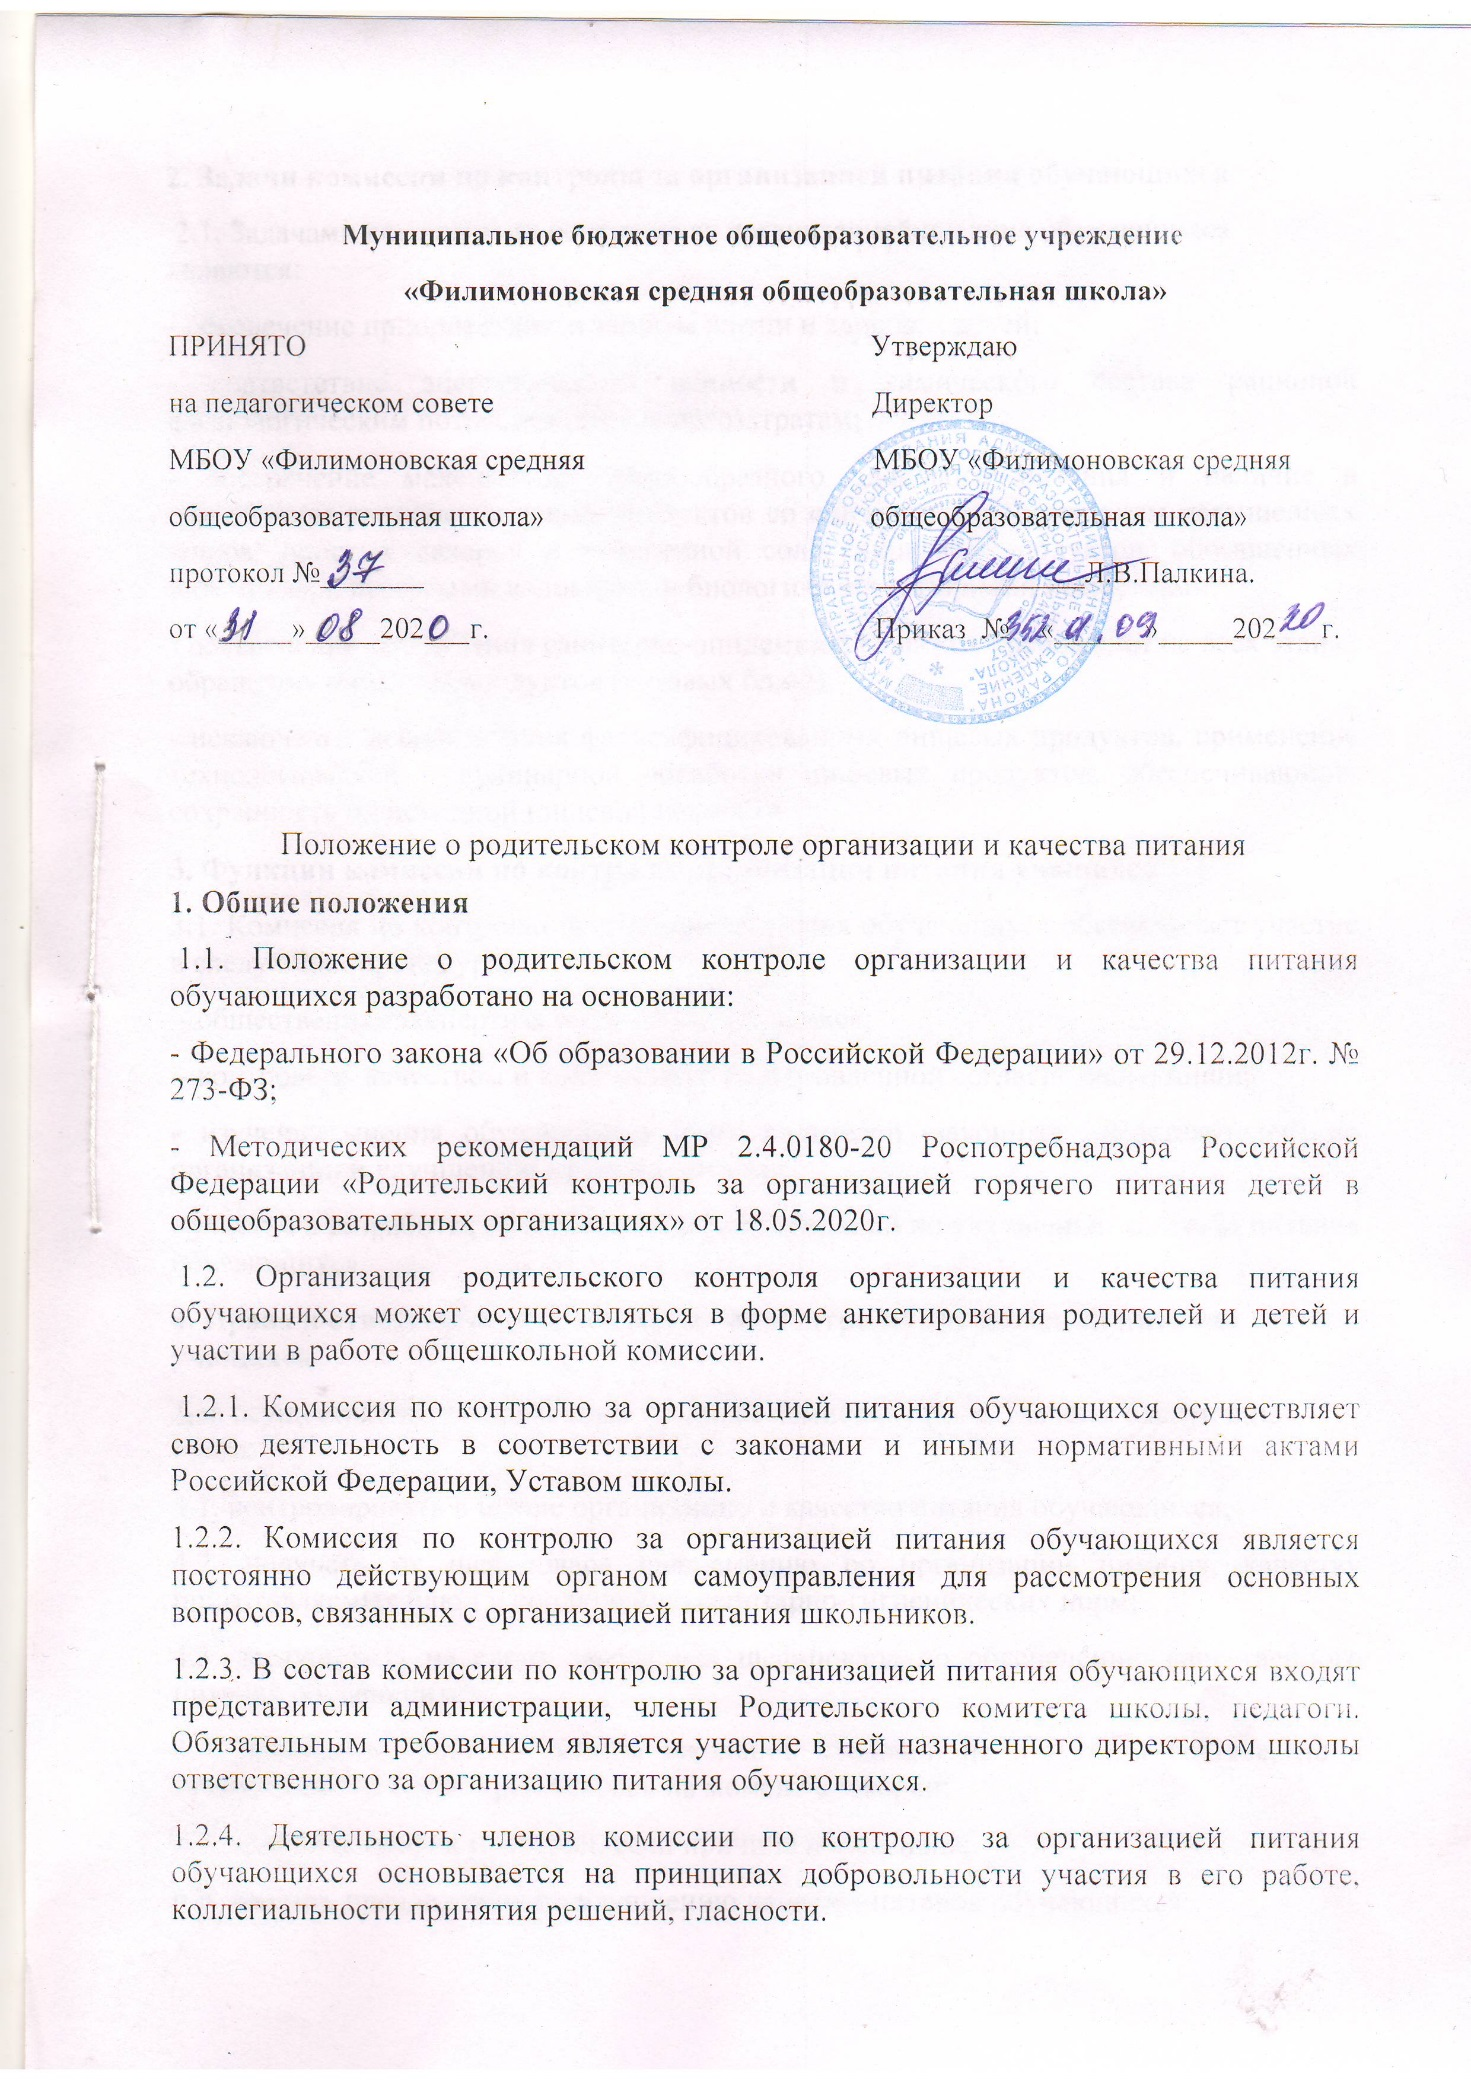 Муниципальное бюджетное общеобразовательное учреждение
«Филимоновская средняя общеобразовательная школа»
ПРИНЯТО Утверждаю
на педагогическом совете Директор
МБОУ «Филимоновская средняя МБОУ «Филимоновская средняя
общеобразовательная школа» общеобразовательная школа»
протокол № 37 Л.В.Палкина.
от «31» 08 2020 г. Приказ № « 09» 2020 г.
Положение о родительском контроле организации и качества питания
1. Общие положения
1.1. Положение о родительском контроле организации и качества питания
обучающихся разработано на основании:
- Федерального закона «Об образовании в Российской Федерации» от 29.12.2012г. №
273-ФЗ;
- Методических рекомендаций МР 2.4.0180-20 Роспотребнадзора Российской
Федерации «Родительский контроль за организацией горячего питания детей в
общеобразовательных организациях» от 18.05.2020г.
1.2. Организация родительского контроля организации и качества питания
обучающихся может осуществляться в форме анкетирования родителей и детей и
участии в работе общешкольной комиссии.
1.2.1. Комиссия по контролю за организацией питания обучающихся осуществляет
свою деятельность в соответствии с законами и иными нормативными актами
Российской Федерации, Уставом школы.
1.2.2. Комиссия по контролю за организацией питания обучающихся является
постоянно действующим органом самоуправления для рассмотрения основных
вопросов, связанных с организацией питания школьников.
1.2.3. В состав комиссии по контролю за организацией питания обучающихся входят
представители администрации, члены Родительского комитета школы, педагоги.
Обязательным требованием является участие в ней назначенного директором школы
ответственного за организацию питания обучающихся.
1.2.4. Деятельность членов комиссии по контролю за организацией питания
обучающихся основывается на принципах добровольности участия в его работе,
коллегиальности принятия решений, гласности.